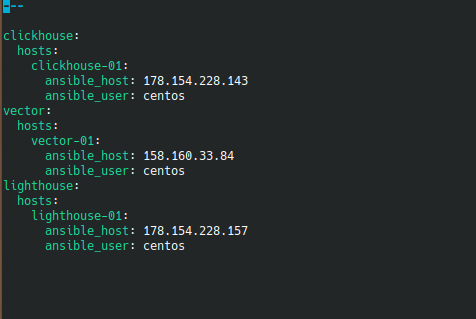 ---
clickhouse:
  hosts:
    clickhouse-01:
      ansible_host: 178.154.228.143
      ansible_user: centos
vector:
  hosts:
    vector-01:
      ansible_host: 158.160.33.84
      ansible_user: centos
lighthouse:
  hosts:
    lighthouse-01:
      ansible_host: 178.154.228.157
      ansible_user: centos